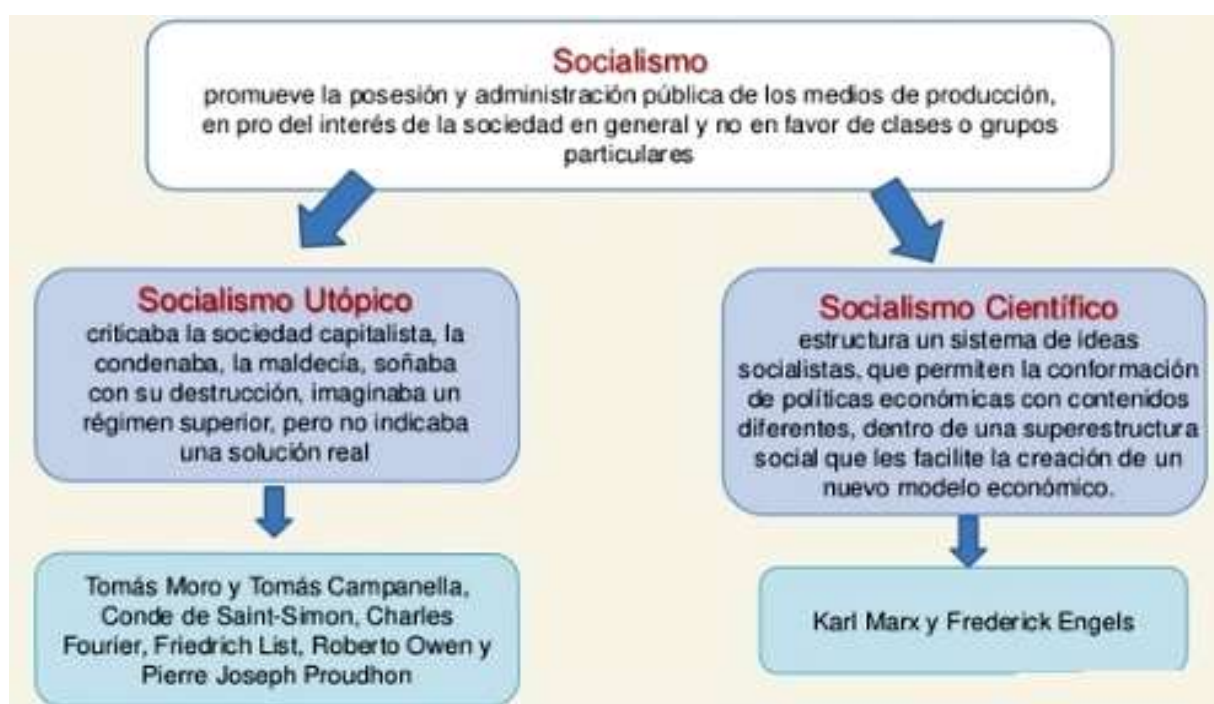 Socialismo
promueve la posesión y administración pública de los medios de producción,
en pro del interés de la sociedad en general y no en favor de clases o grupos
particulares
Socialismo Utópico
criticaba la sociedad capitalista, la
condenaba, la maldecía, soñaba
con su destrucción, imaginaba un
régimen superior, pero no indicaba
una solución real
Tomás Moro y Tomás Campanella,
Conde de Saint-Simon, Charles
Fourier, Friedrich List, Roberto Owen y
Pierre Joseph Proudhon
Socialismo Científico
estructura un sistema de ideas
socialistas, que permiten la conformación
de políticas económicas con contenidos
diferentes, dentro de una superestructura
social que les facilite la creación de un
nuevo modelo económico.
Karl Marx y Frederick Engels